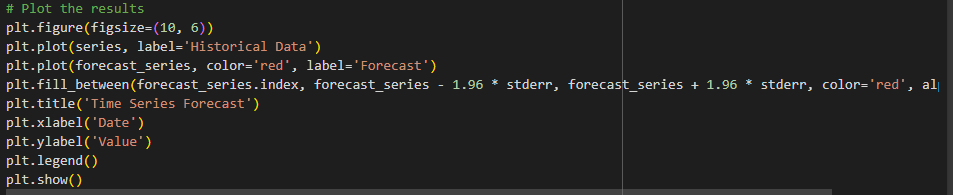 # Plot the results
plt.figure(figsize=(10, 6))
plt.plot(series, label='Historical Data')
plt.plot(forecast_series, color='red', label='Forecast')
plt.fill_between(forecast_series.index, forecast_series - 1.96 * stderr, forecast_series + 1.96 * stderr, color='red', al
plt.title('Time Series Forecast')
plt.xlabel('Date')
plt.ylabel('Value')
plt.legend()
plt.show()